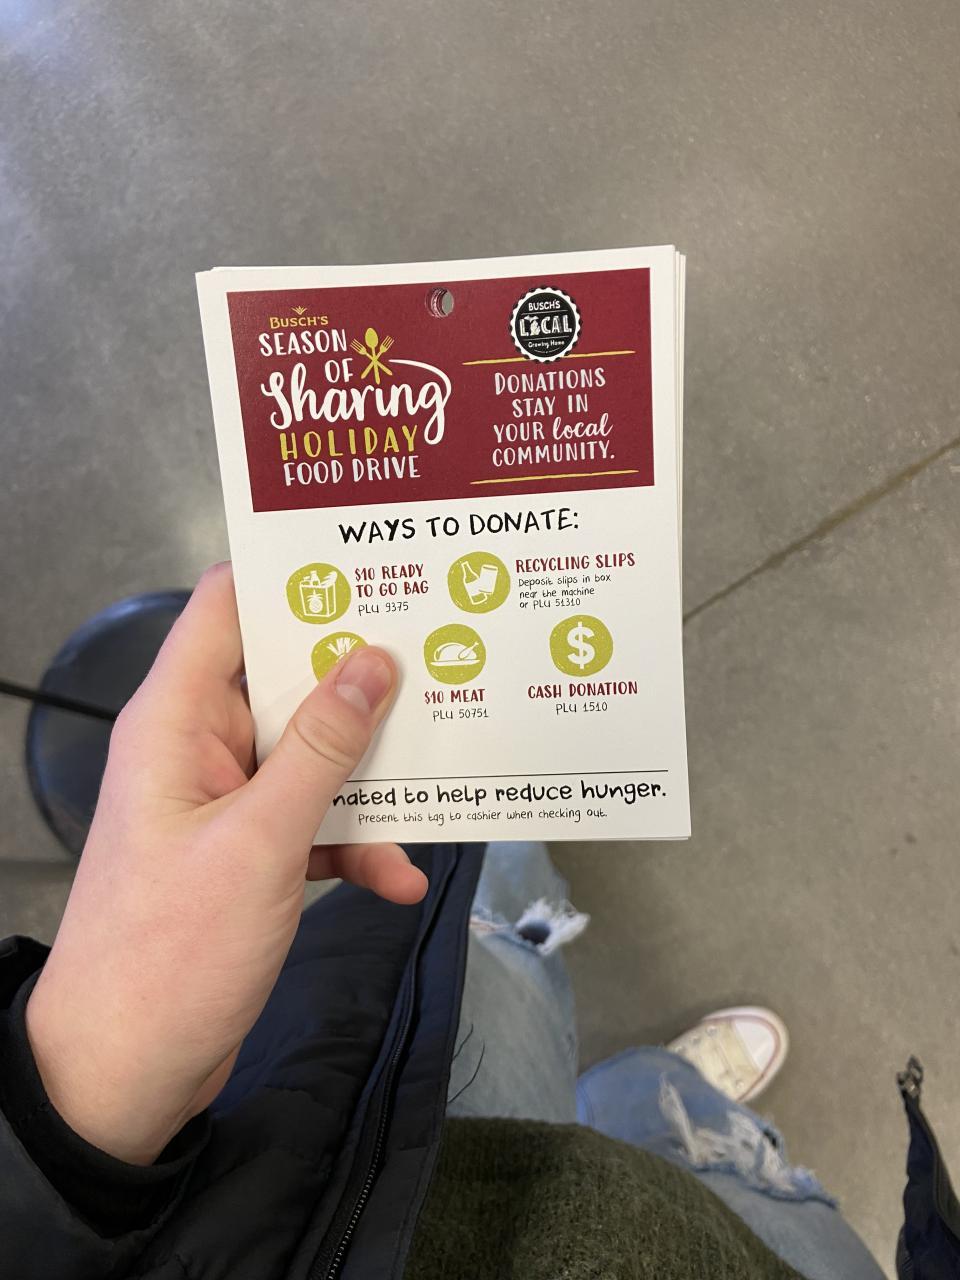 BUSCH'S
SEASON
OF
Sharing
HOLIDAY
FOOD DRIVE
BUSCH'S
LOCAL
Growing Home
DONATIONS
STAY IN
YOUR local
COMMUNITY.
WAYS TO DONATE:
$10 READY
TO GO BAG
PLU 9375
RECYCLING SLIPS
Deposit slips in box
near the machine
or PLU 51310
$10 MEAT
PLU 50751
$
CASH DONATION
PLU 1510
to help reduce hunger.
Present this tag to cashier when checking out.